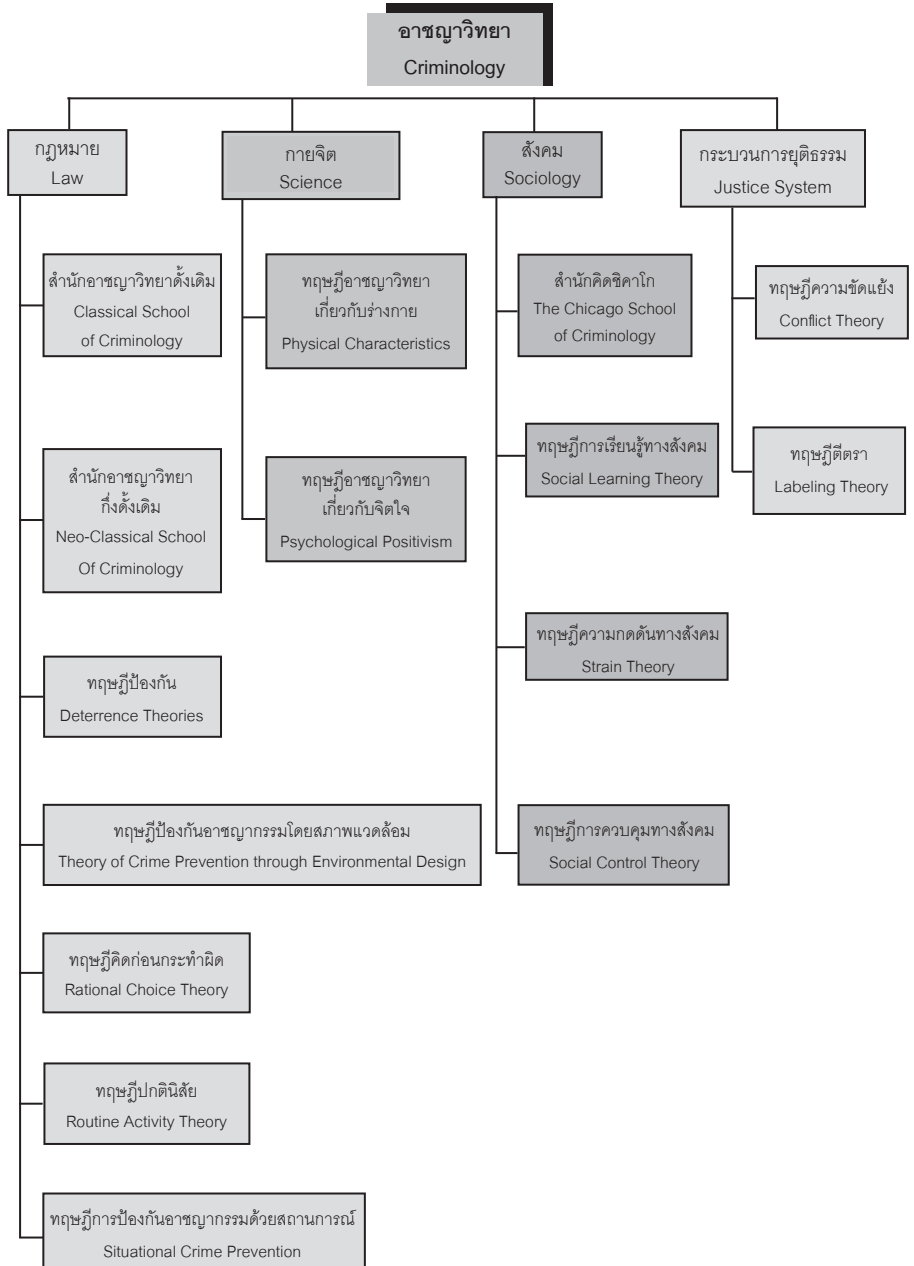 อาชญาวิทยา
Criminology
กฎหมาย
Law
สำนักอาชญาวิทยาดั้งเดิม
Classical School
of Criminology
สำนักอาชญาวิทยา
กึ่งดั้งเดิม
Neo-Classical School
Of Criminology
ทฤษฎีป้องกัน
Deterrence Theories
ทฤษฎีป้องกันอาชญากรรมโดยสภาพแวดล้อม
Theory of Crime Prevention through Environmental Design
ทฤษฎีคิดก่อนกระทำผิด
Rational Choice Theory
ทฤษฎีปกตินิสัย
Routine Activity Theory
ทฤษฎีการป้องกันอาชญากรรมด้วยสถานการณ์
Situational Crime Prevention
กายจิต
Science
ทฤษฎีอาชญาวิทยา
เกี่ยวกับร่างกาย
Physical Characteristics
ทฤษฎีอาชญาวิทยา
เกี่ยวกับจิตใจ
Psychological Positivism
สังคม
Sociology
สำนักคิดชิคาโก
The Chicago School
of Criminology
ทฤษฎีการเรียนรู้ทางสังคม
Social Learning Theory
ทฤษฎีความกดดันทางสังคม
Strain Theory
ทฤษฎีการควบคุมทางสังคม
Social Control Theory
กระบวนการยุติธรรม
Justice System
ทฤษฎีความขัดแย้ง
Conflict Theory
ทฤษฎีตีตรา
Labeling Theory